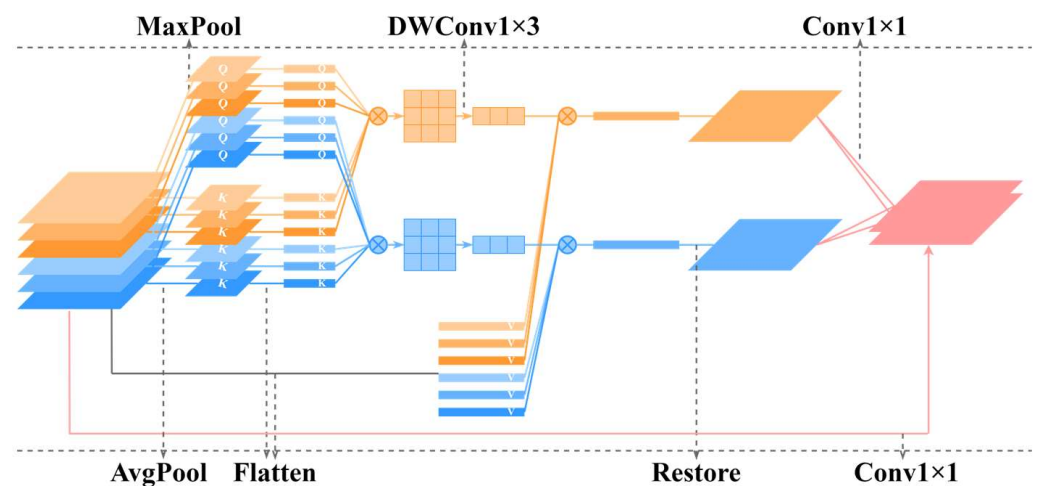 MaxPool DWConv1×3 Conv1×1
Q Q
Q Q
Q Q
Q Q
Q Q
Q Q
K K
K K
K K
K K
K K
K K
V
V
V
V
V
V
AvgPool Flatten Restore Conv1×1